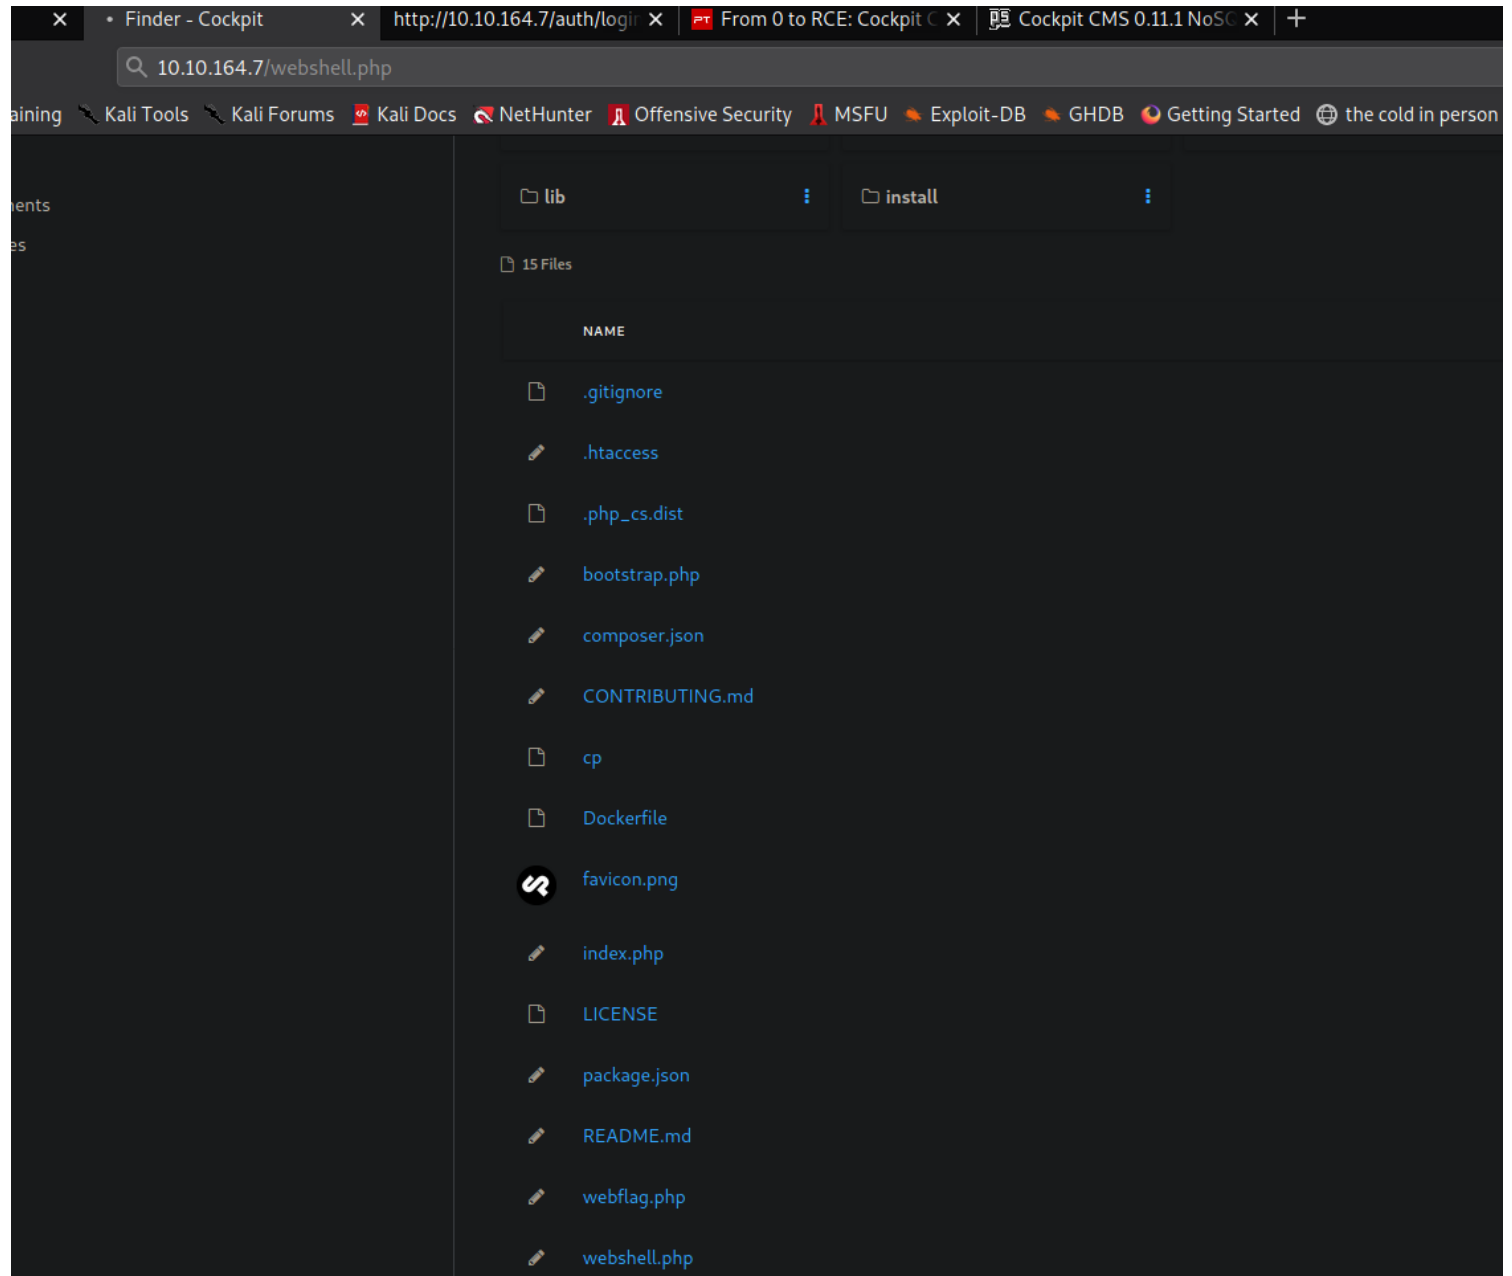 Finder - Cockpit http://10.10.164.7/auth/login From 0 to RCE: Cockpit C Cockpit CMS 0.11.1 NoSQ
10.10.164.7/webshell.php
aining Kali Tools Kali Forums Kali Docs NetHunter Offensive Security MSFU Exploit-DB GHDB Getting Started the cold in person
lib install
ents
es
15 Files
NAME
.gitignore
.htaccess
.php_cs.dist
bootstrap.php
composer.json
CONTRIBUTING.md
cp
Dockerfile
favicon.png
index.php
LICENSE
package.json
README.md
webflag.php
webshell.php